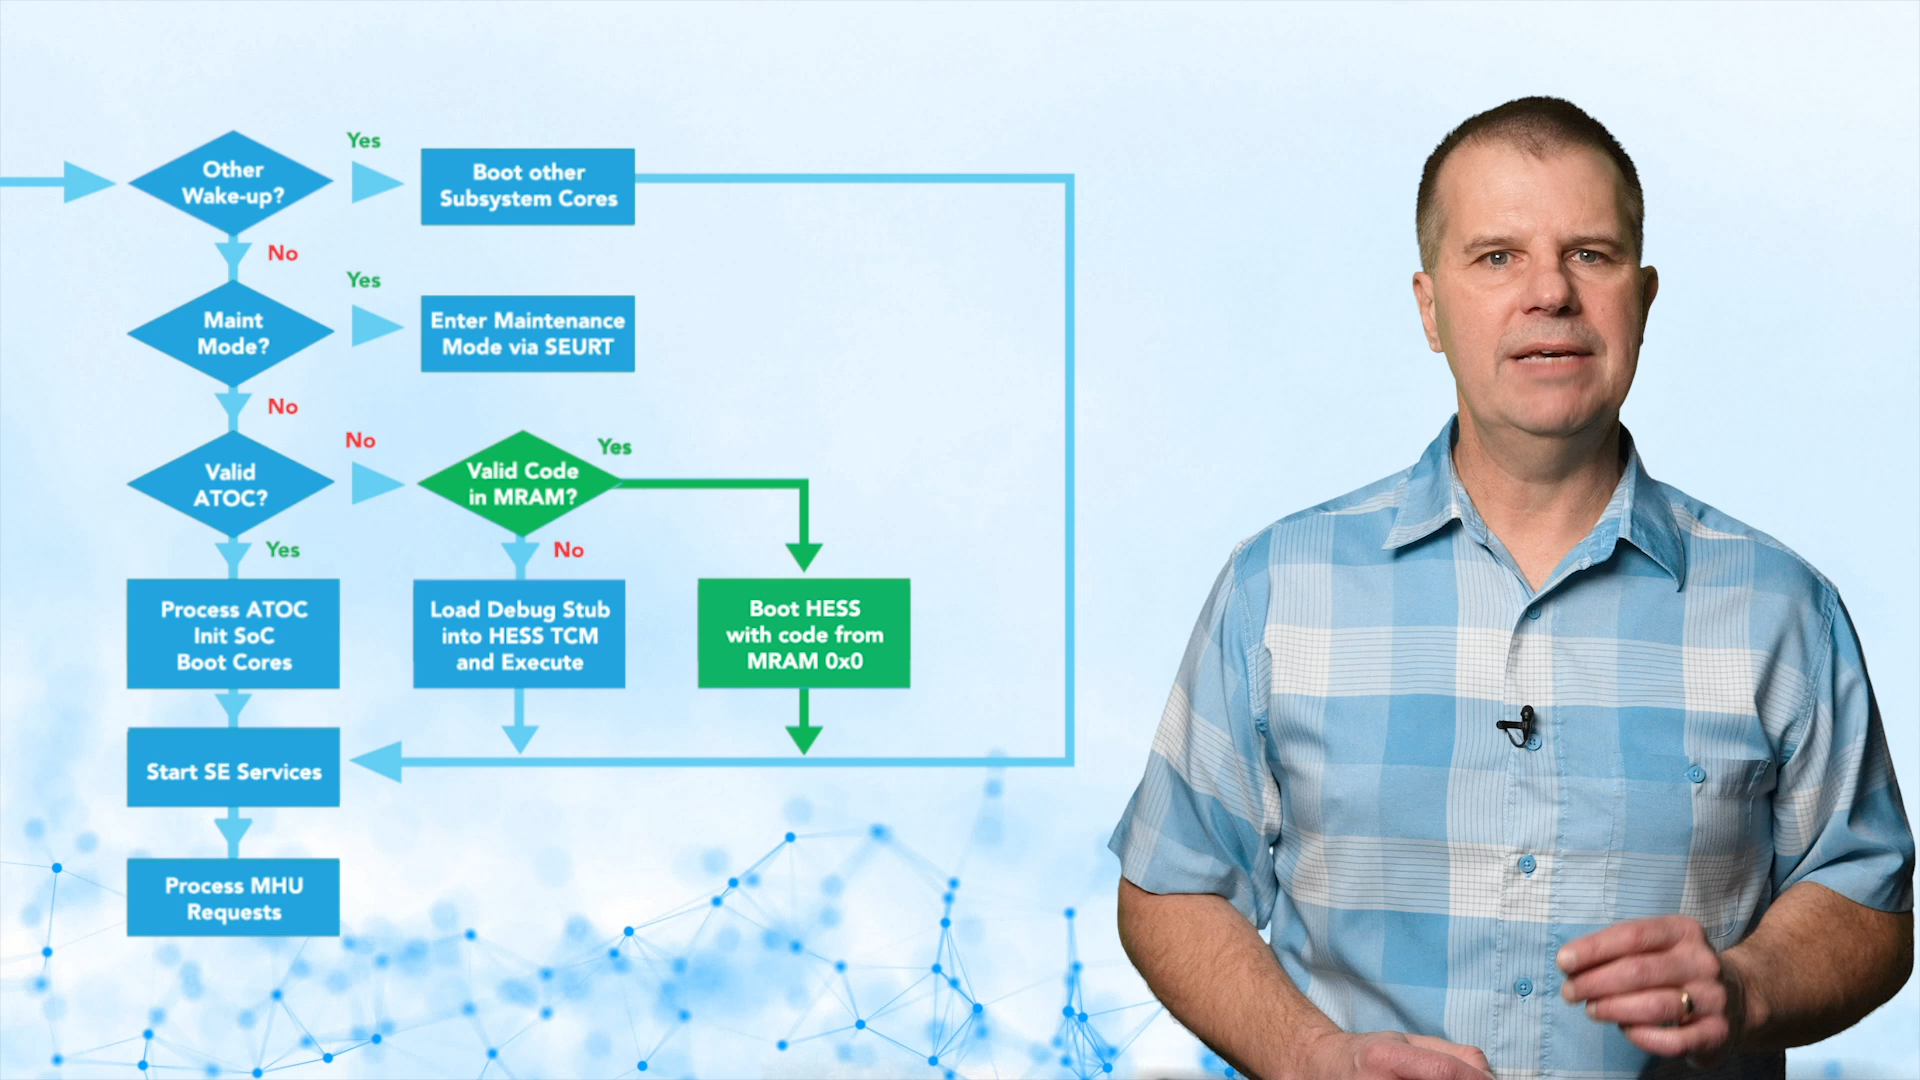 Other
Wake-up?
Yes
Boot other
Subsystem Cores
No
Maint
Mode?
Yes
Enter Maintenance
Mode via SEURT
No
Valid
ATOC?
No
Valid Code
in MRAM?
Yes
Yes
No
Process ATOC
Init SoC
Boot Cores
Load Debug Stub
into HESS TCM
and Execute
Boot HESS
with code from
MRAM 0x0
Start SE Services
Process MHU
Requests